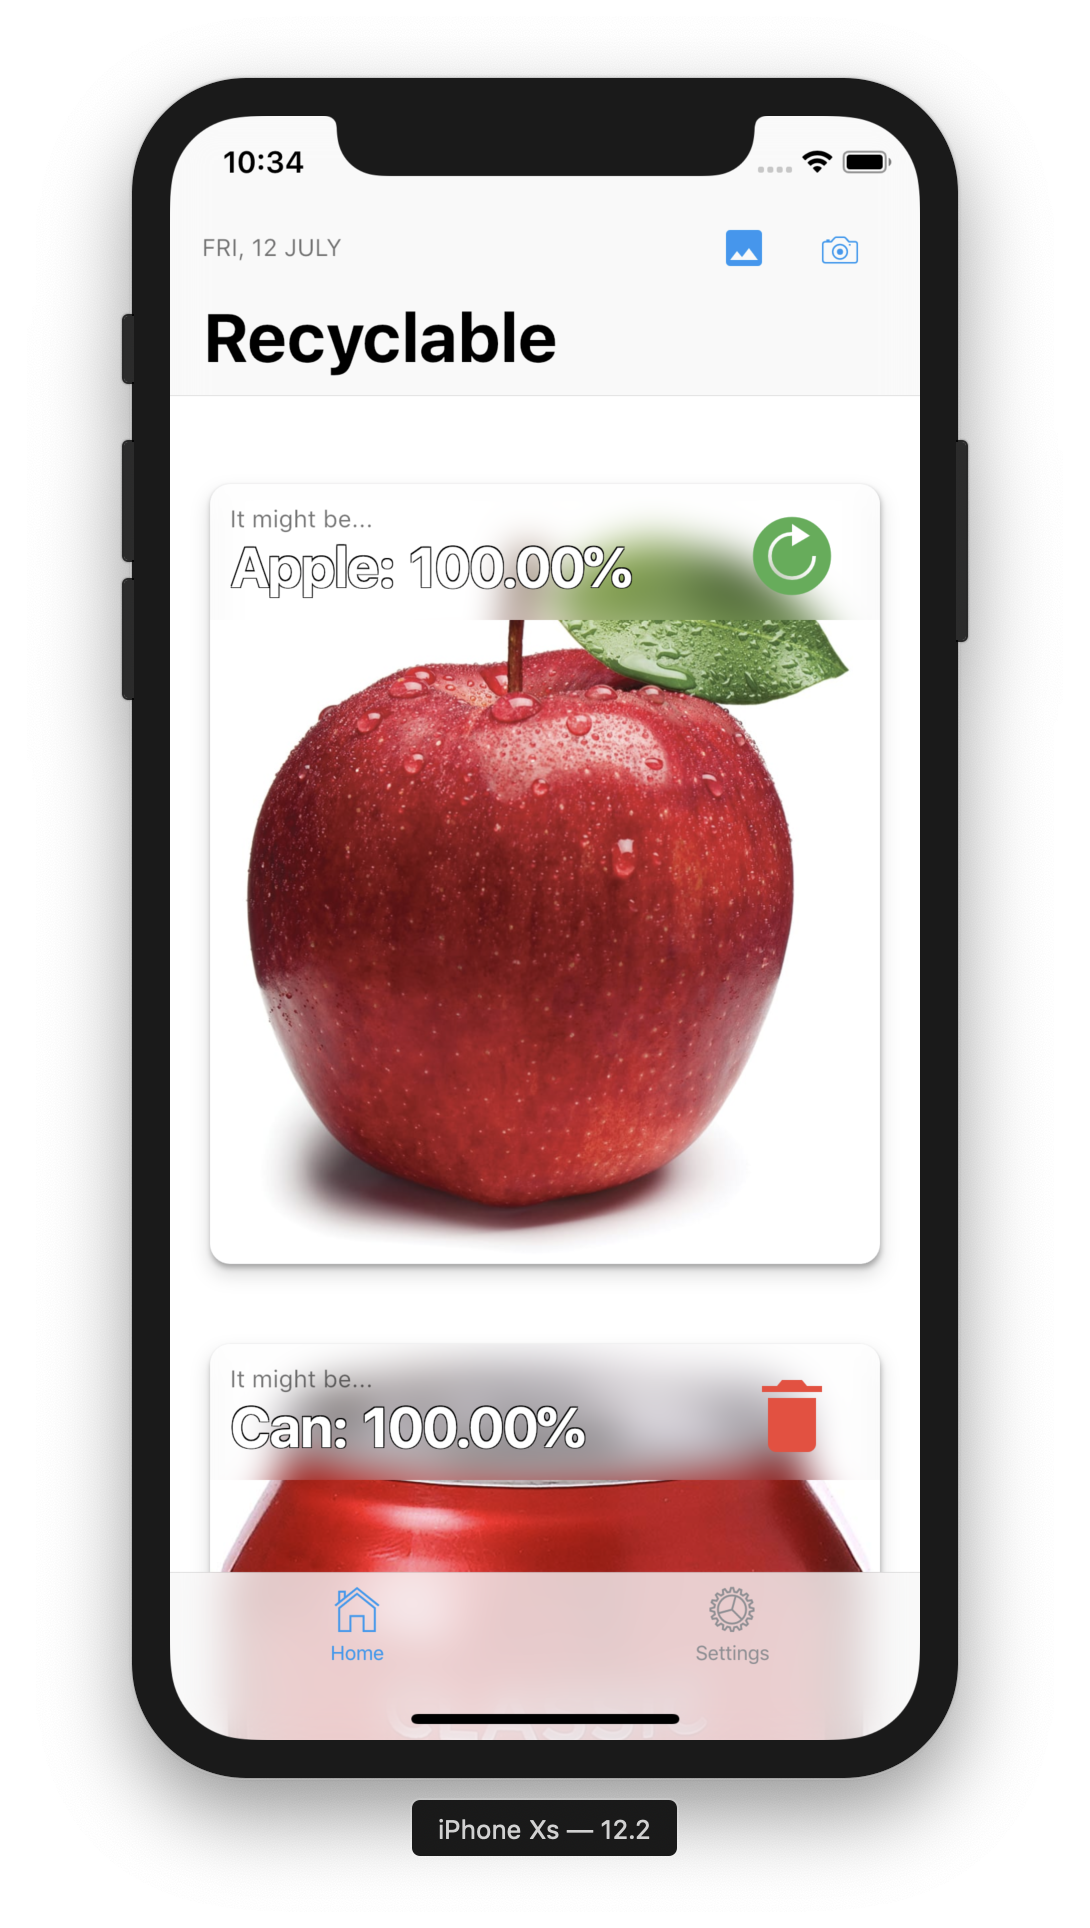 10:34
FRI, 12 JULY
Recyclable
It might be...
Apple: 100.00%
It might be...
Can: 100.00%
Home
Settings
CLASSIC
iPhone Xs — 12.2